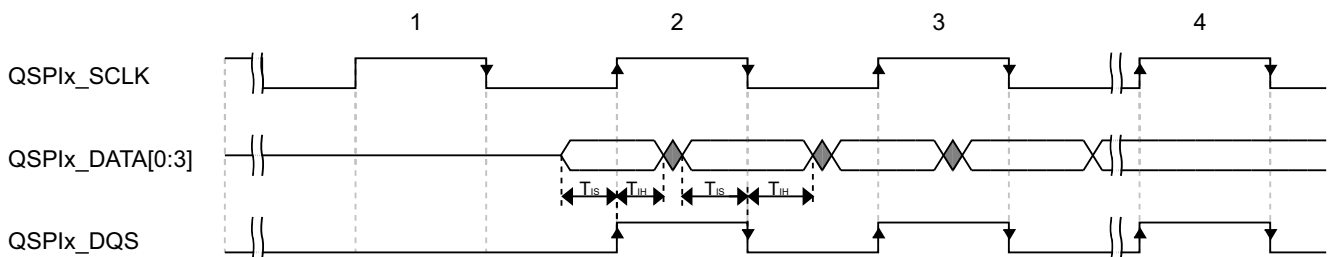 1 2 3 4
QSPIx_SCLK
QSPIx_DATA[0:3]
TIS TIH TIS TIH
QSPIx_DQS